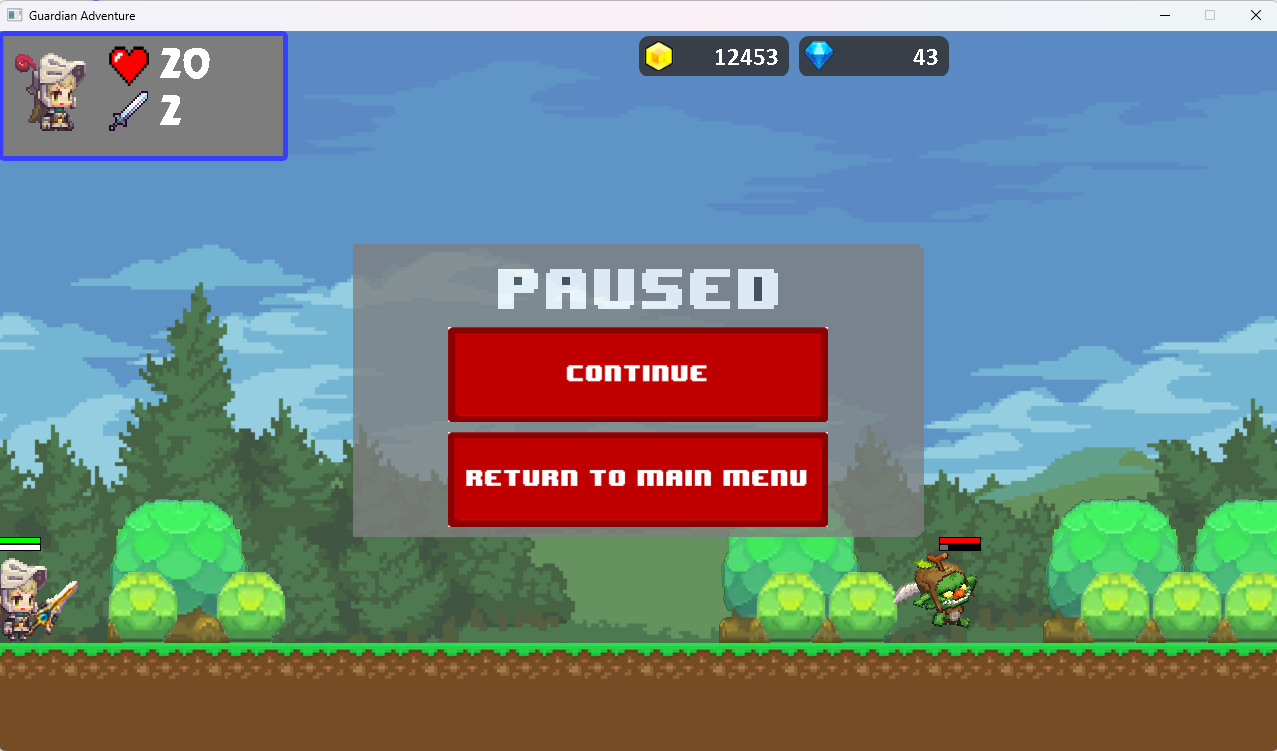 Guardian Adventure
20
2
12453
43
PAUSED
CONTINUE
RETURN TO MAIN MENU